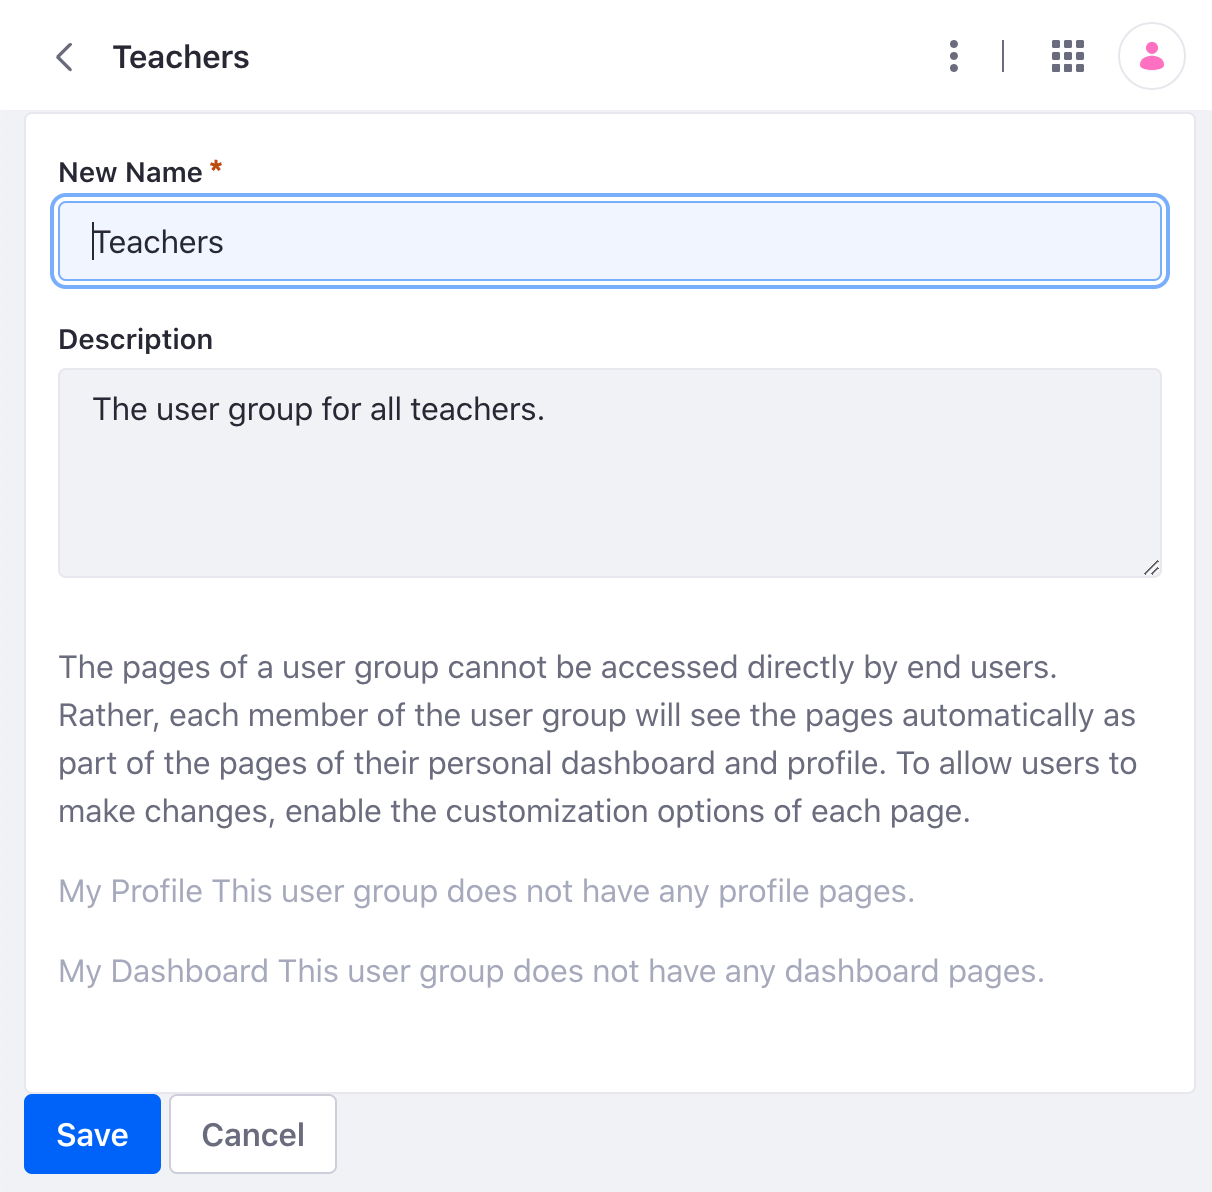 Teachers
New Name *
Teachers
Description
The user group for all teachers.
The pages of a user group cannot be accessed directly by end users.
Rather, each member of the user group will see the pages automatically as
part of the pages of their personal dashboard and profile. To allow users to
make changes, enable the customization options of each page.
My Profile This user group does not have any profile pages.
My Dashboard This user group does not have any dashboard pages.
Save Cancel